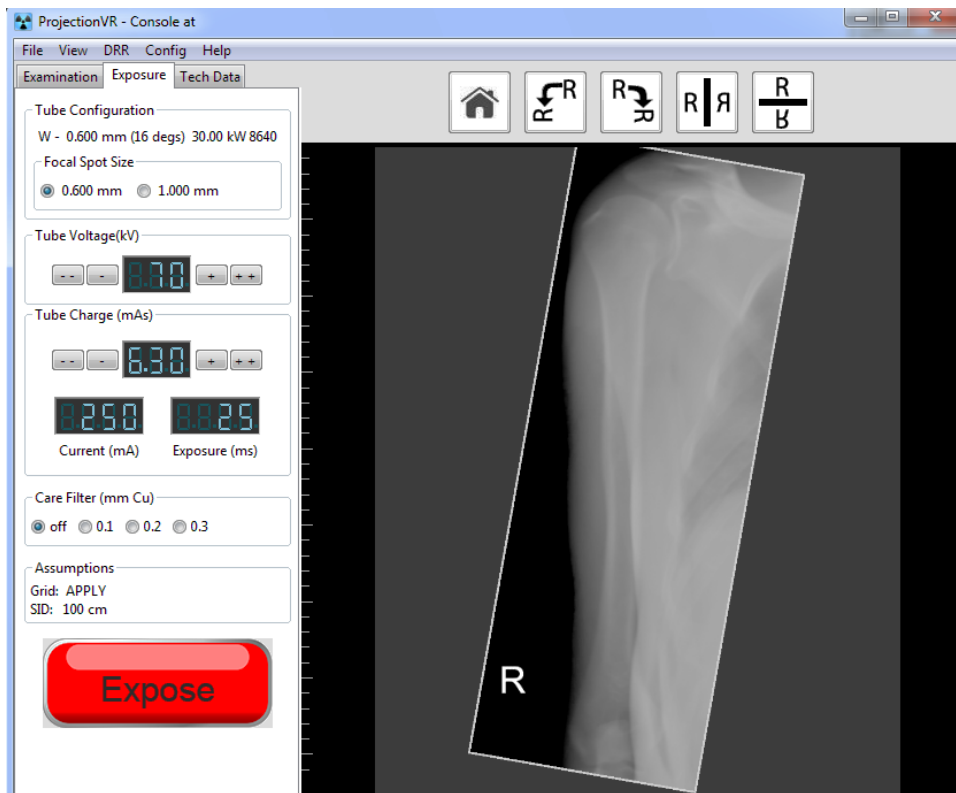 ProjectionVR - Console at
File View DRR Config Help
Examination Exposure Tech Data
Tube Configuration
W - 0.600 mm (16 degs) 30.00 kW 8640
Focal Spot Size
0.600 mm 1.000 mm
Tube Voltage(kV)
-- - 70 + ++
Tube Charge (mAs)
-- - 6.30 + ++
250 25
Current (mA) Exposure (ms)
Care Filter (mm Cu)
off 0.1 0.2 0.3
Assumptions
Grid: APPLY
SID: 100 cm
Expose
R R R R R R R R
R